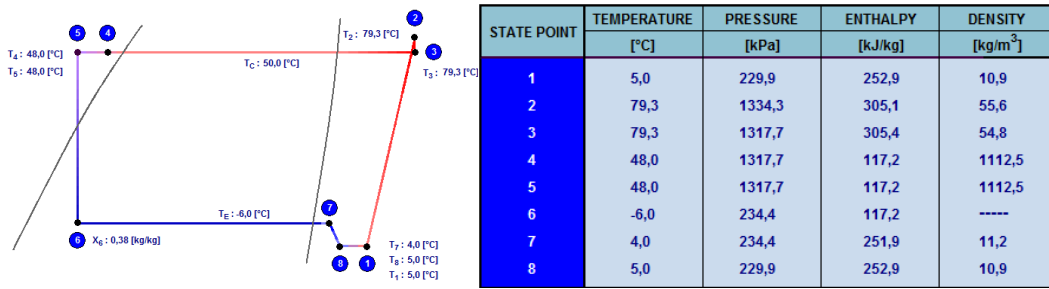 5
4
2
T2 : 79,3 [°C]
3
T4 : 48,0 [°C]
T5 : 48,0 [°C]
TC : 50,0 [°C]
T3 : 79,3 [°C]
TE : -6,0 [°C]
7
6
X6 : 0,38 [kg/kg]
8
1
T7 : 4,0 [°C]
T8 : 5,0 [°C]
T1 : 5,0 [°C]
STATE POINT TEMPERATURE PRESSURE ENTHALPY DENSITY
[°C] [kPa] [kJ/kg] [kg/m³]
1 5,0 229,9 252,9 10,9
2 79,3 1334,3 305,1 55,6
3 79,3 1317,7 305,4 54,8
4 48,0 1317,7 117,2 1112,5
5 48,0 1317,7 117,2 1112,5
6 -6,0 234,4 117,2 -----
7 4,0 234,4 251,9 11,2
8 5,0 229,9 252,9 10,9